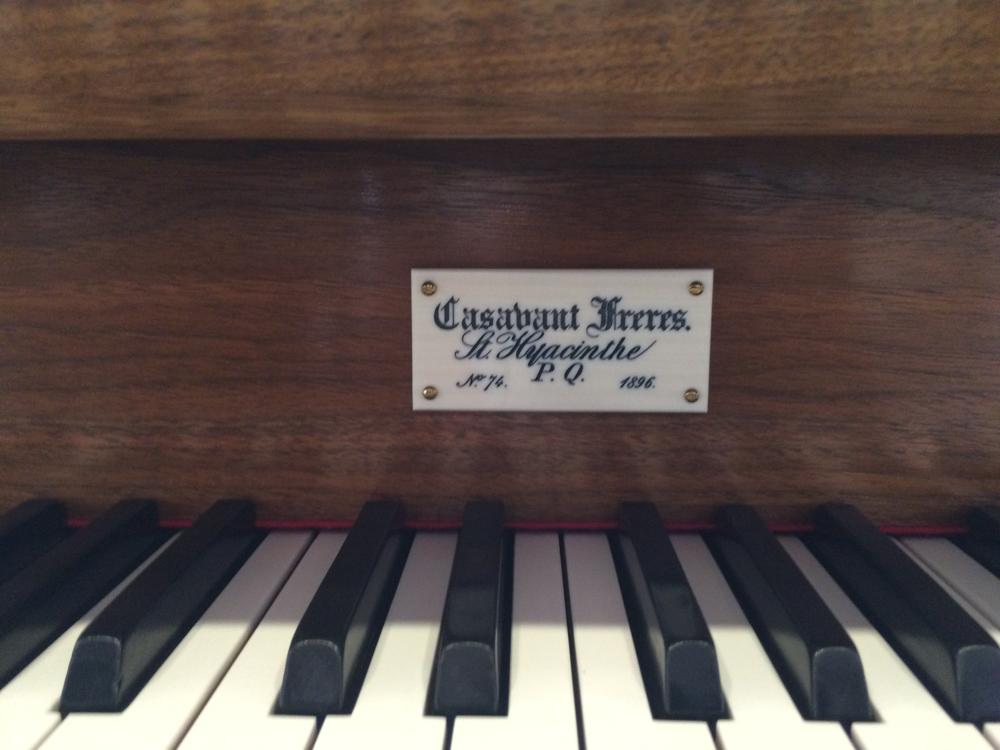 Casavant Freres.
St. Hyacinthe
P. Q.
No. 74. 1896.